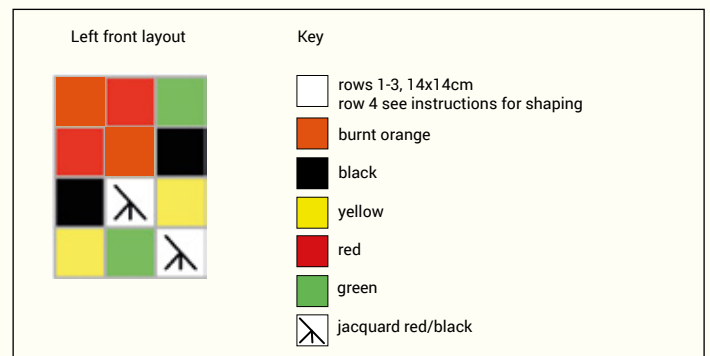 Left front layout
Key
rows 1-3, 14x14cm
row 4 see instructions for shaping
burnt orange
black
yellow
red
green
jacquard red/black